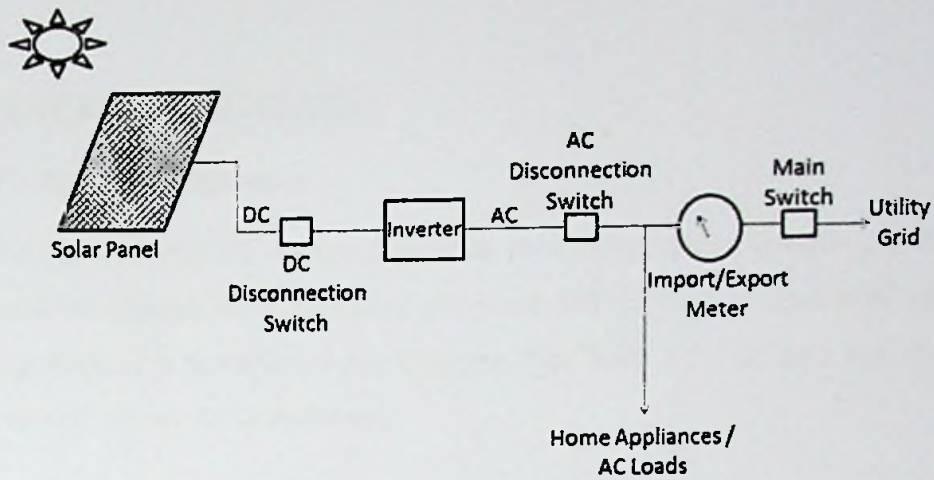 Solar Panel
DC
DC
Disconnection
Switch
Inverter
AC
AC
Disconnection
Switch
Import/Export
Meter
Main
Switch
Utility
Grid
Home Appliances /
AC Loads